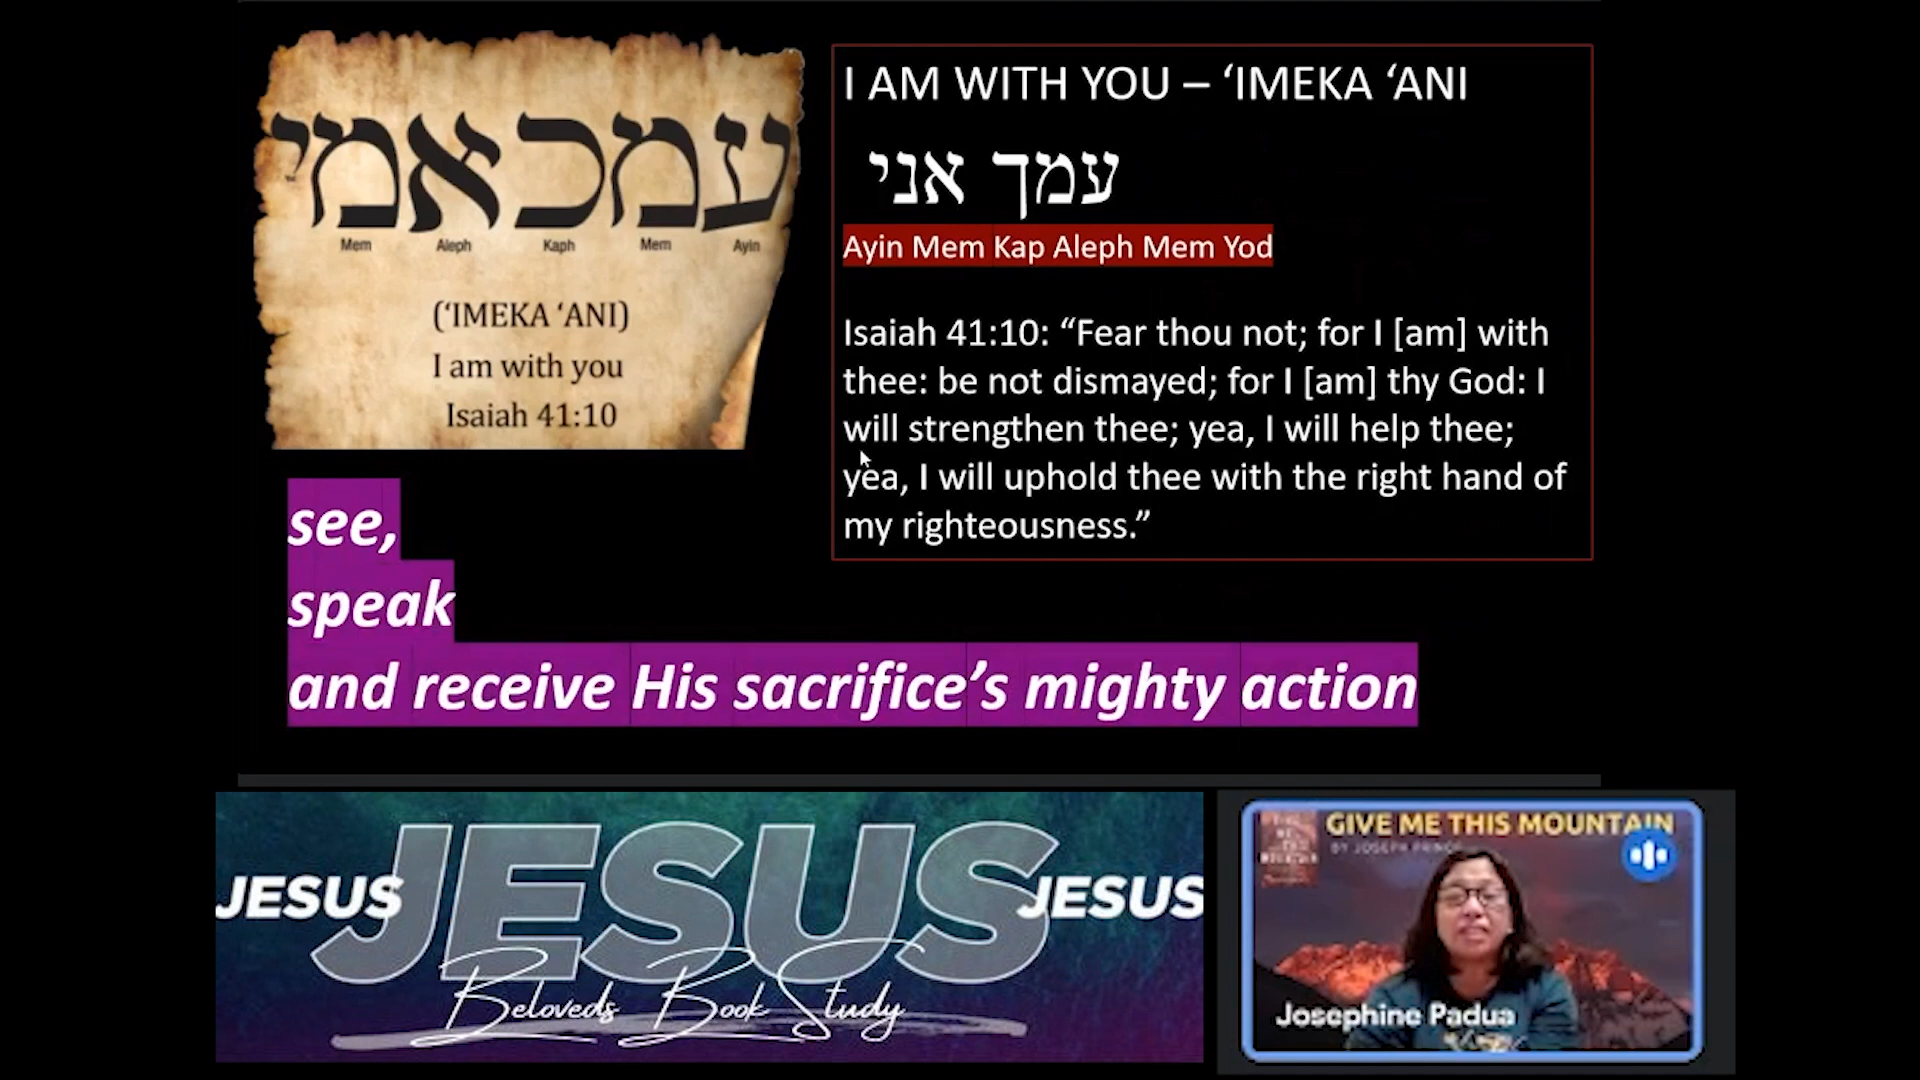 עמכאמי
Mem Aleph Kaph Mem Ayin
(‘IMEKA ‘ANI)
I am with you
Isaiah 41:10
I AM WITH YOU – ‘IMEKA ‘ANI
עמך אני
Ayin Mem Kap Aleph Mem Yod
Isaiah 41:10: “Fear thou not; for I [am] with
thee: be not dismayed; for I [am] thy God: I
will strengthen thee; yea, I will help thee;
yea, I will uphold thee with the right hand of
my righteousness.”
see,
speak
and receive His sacrifice’s mighty action
JESUS JESUS JESUS
Beloveds Book Study
GIVE ME THIS MOUNTAIN
BY JOSEPH PRINCE
Josephine Padua